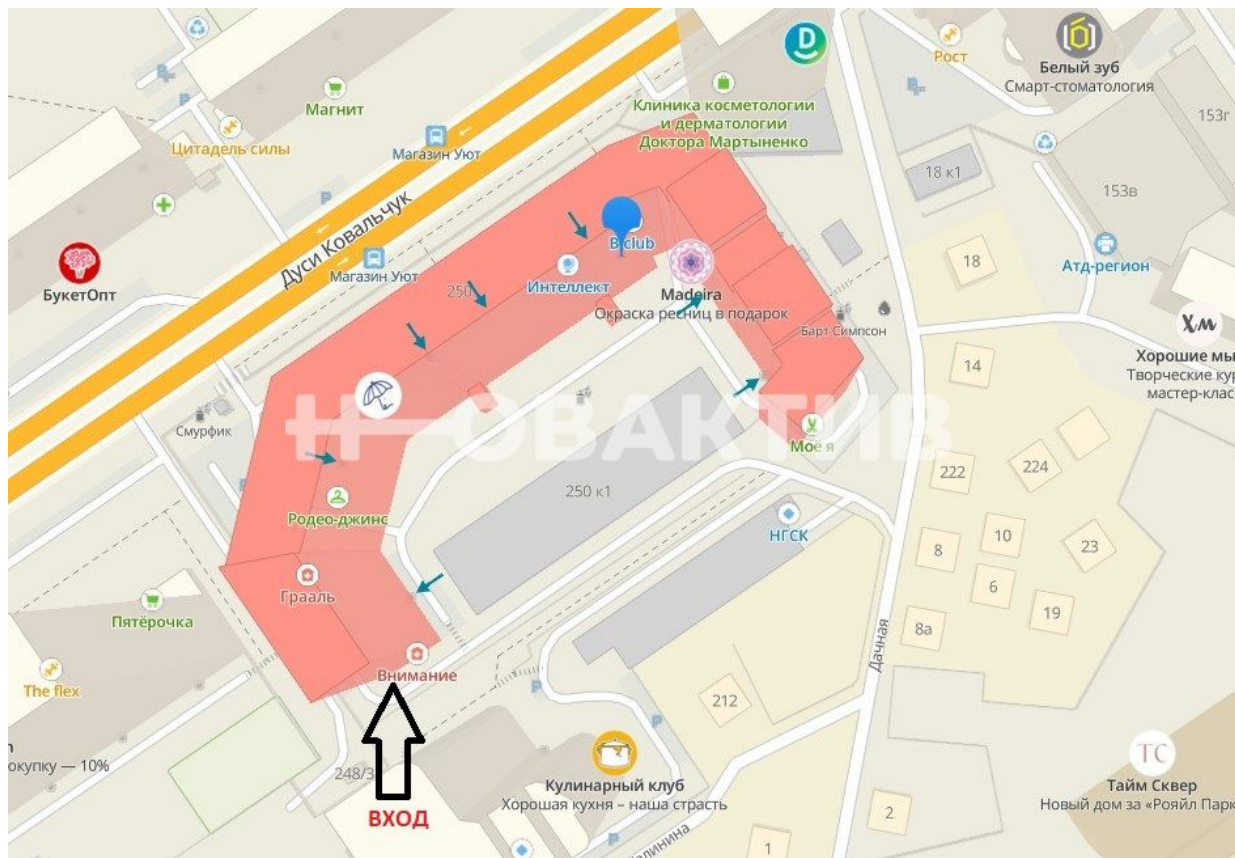 D
Рост
Белый зуб
Смарт-стоматология
Магнит
Клиника косметологии
и дерматологии
Доктора Мартыненко
153г
Цитадель силы
Магазин Уют
18 к1
153в
Дуси Ковальчук
БукетОпт
Магазин Уют
B|club
18
Атд-регион
Интеллект
250
Madeira
Окраска ресниц в подарок
Барт Симпсон
Хм
Хорошие мы
Творческие кур
мастер-клас
14
Смурфик
НОВАКТИВ
Моё я
222
224
250 к1
Родео-джинс
НГСК
8
10
23
6
Грааль
19
Пятёрочка
8а
Дачная
Внимание
The flex
212
п
окупку — 10%
248/3
ВХОД
Кулинарный клуб
Хорошая кухня – наша страсть
ТС
Тайм Сквер
Новый дом за «Рояйл Парк
2
Калинина
1